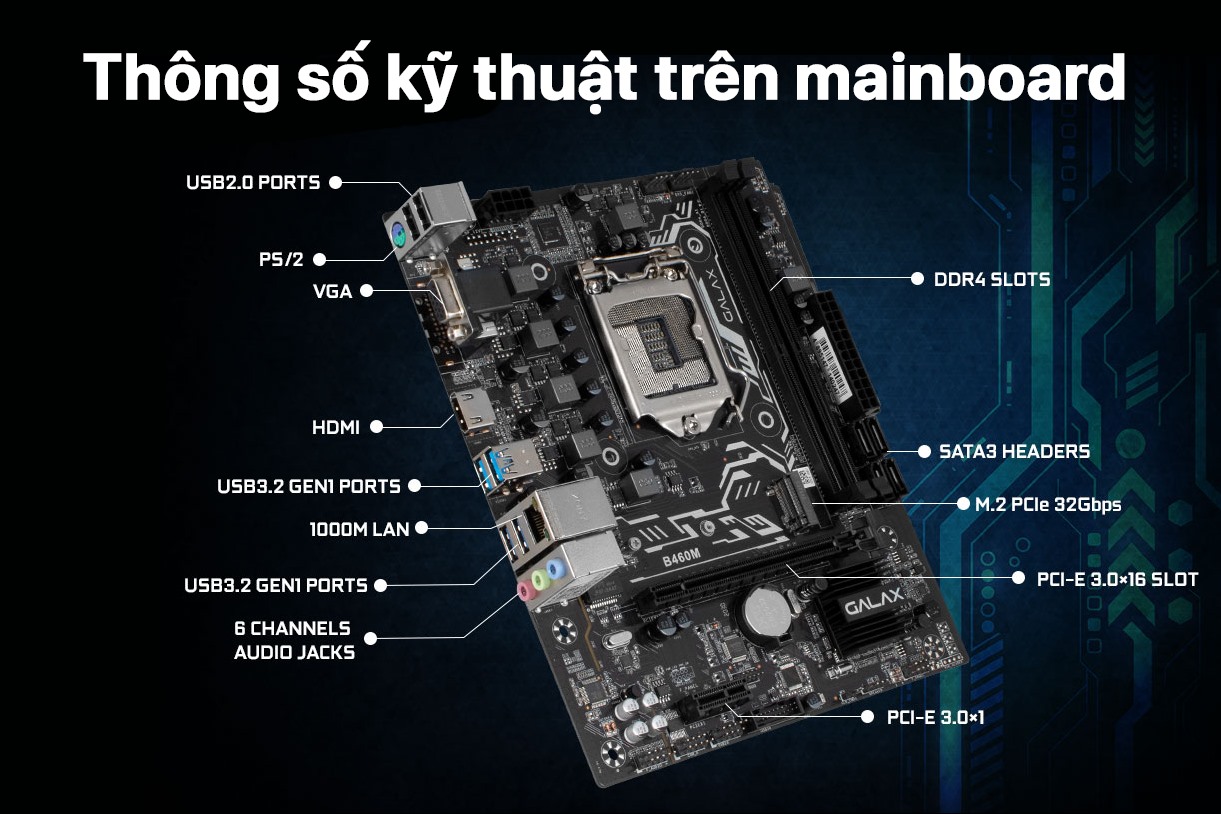 Thông số kỹ thuật trên mainboard
USB2.0 PORTS
PS/2
VGA
HDMI
USB3.2 GEN1 PORTS
1000M LAN
USB3.2 GEN1 PORTS
6 CHANNELS
AUDIO JACKS
DDR4 SLOTS
SATA3 HEADERS
M.2 PCIe 32Gbps
PCI-E 3.0×16 SLOT
PCI-E 3.0×1
GALAX
B460M
GALAX